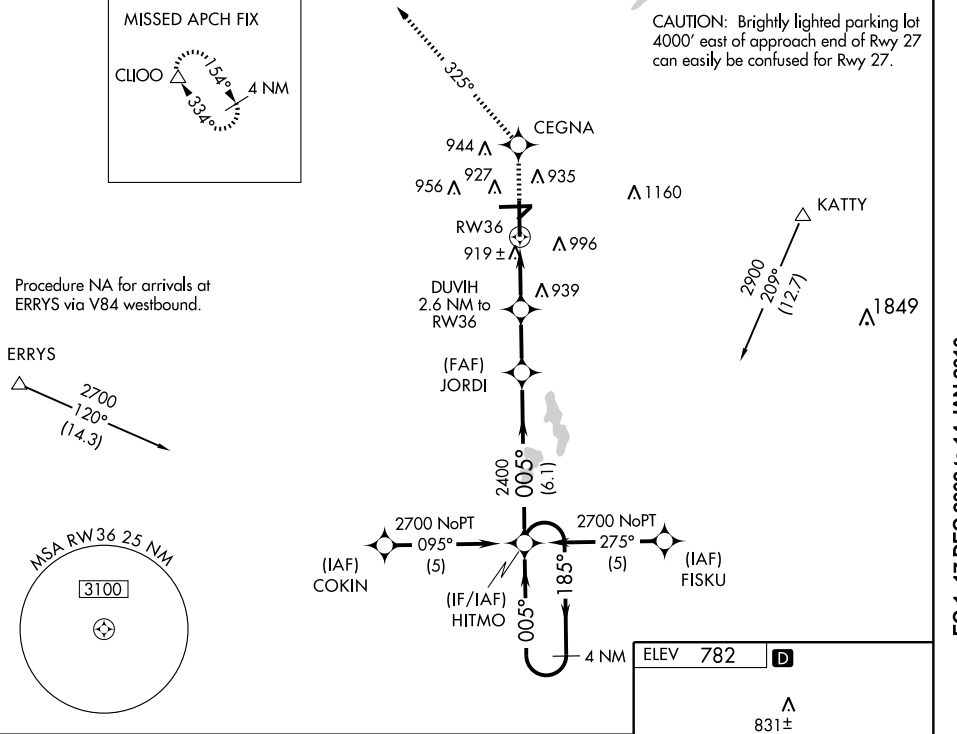 MISSED APCH FIX
CLIOO
154°
4 NM
334°
CAUTION: Brightly lighted parking lot
4000' east of approach end of Rwy 27
can easily be confused for Rwy 27.
325°
CEGNA
944
956
927
935
1160
KATTY
RW36
919 ±
996
2900
209°
(12.7)
Procedure NA for arrivals at
ERRYS via V84 westbound.
DUVIH
2.6 NM to
RW36
939
1849
ERRYS
2700
120°
(14.3)
(FAF)
JORDI
2400
005°
(6.1)
2700 NoPT
095°
(5)
2700 NoPT
275°
(5)
(IAF)
COKIN
(IAF)
FISKU
(IF/IAF)
HITMO
005°
185°
4 NM
MSA RW36 25 NM
3100
ELEV 782
D
831±